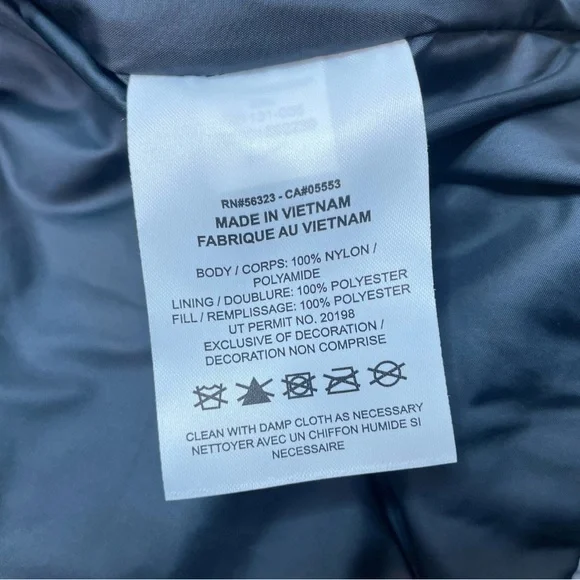 RN#56323 - CA#05553
MADE IN VIETNAM
FABRIQUE AU VIETNAM
BODY / CORPS: 100% NYLON /
POLYAMIDE
LINING / DOUBLURE: 100% POLYESTER
FILL / REMPLISSAGE: 100% POLYESTER
UT PERMIT NO. 20198
EXCLUSIVE OF DECORATION /
DECORATION NON COMPRISE
CLEAN WITH DAMP CLOTH AS NECESSARY
NETTOYER AVEC UN CHIFFON HUMIDE SI
NECESSAIRE